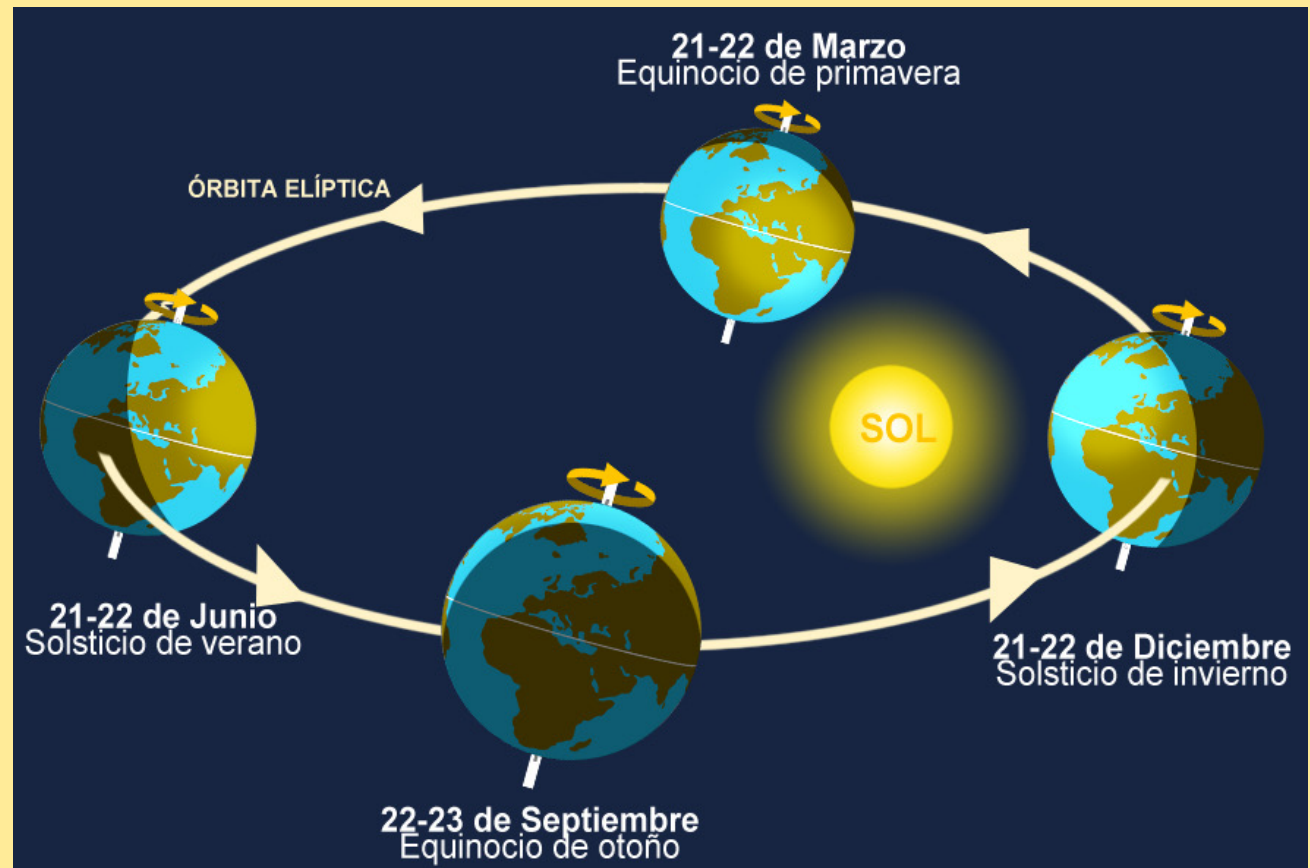 21-22 de Marzo
Equinocio de primavera
ÓRBITA ELÍPTICA
SOL
21-22 de Junio
Solsticio de verano
21-22 de Diciembre
Solsticio de invierno
22-23 de Septiembre
Equinocio de otoño